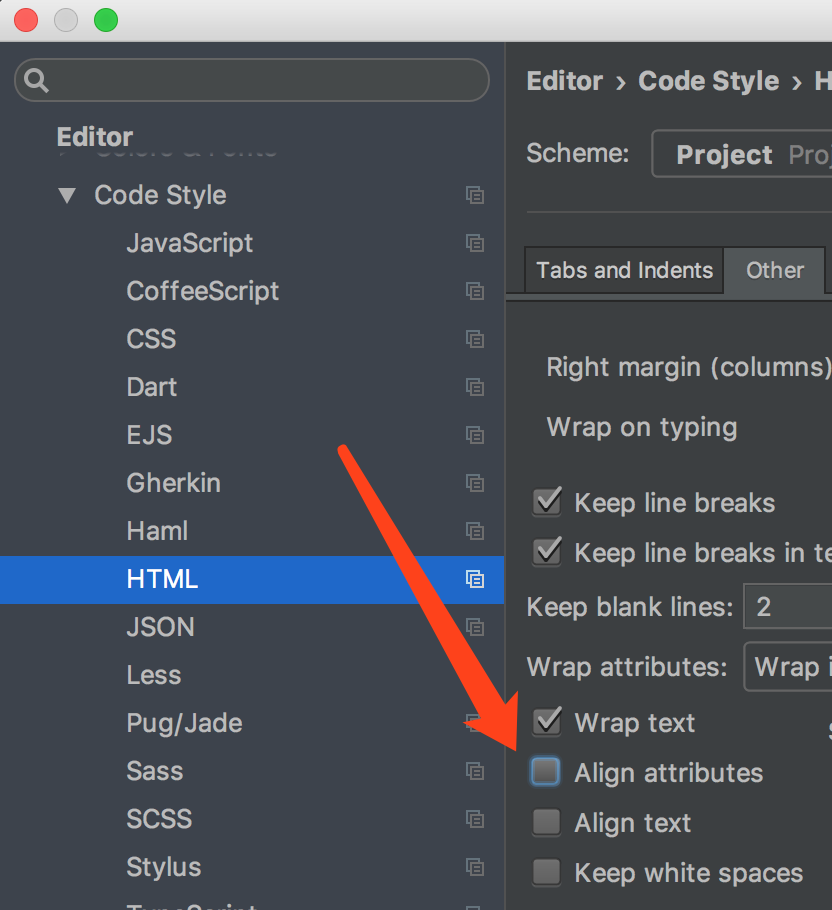 Editor
Code Style
JavaScript
CoffeeScript
CSS
Dart
EJS
Gherkin
Haml
HTML
JSON
Less
Pug/Jade
Sass
SCSS
Stylus
Editor › Code Style › H
Scheme: Project Proj
Tabs and Indents Other
Right margin (columns)
Wrap on typing
Keep line breaks
Keep line breaks in te
Keep blank lines: 2
Wrap attributes: Wrap i
Wrap text
Align attributes
Align text
Keep white spaces